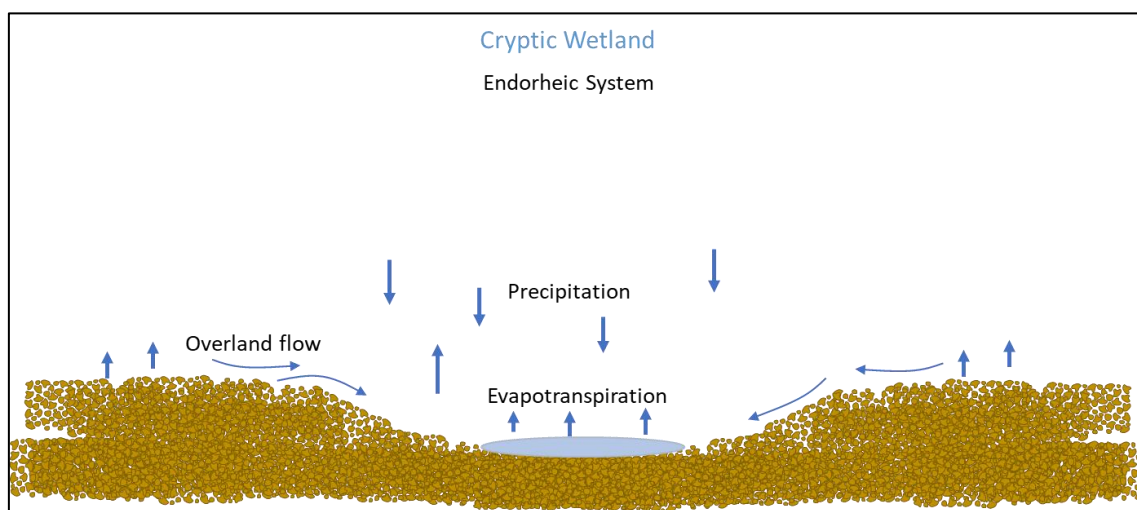 Cryptic Wetland
Endorheic System
Precipitation
Overland flow
Evapotranspiration